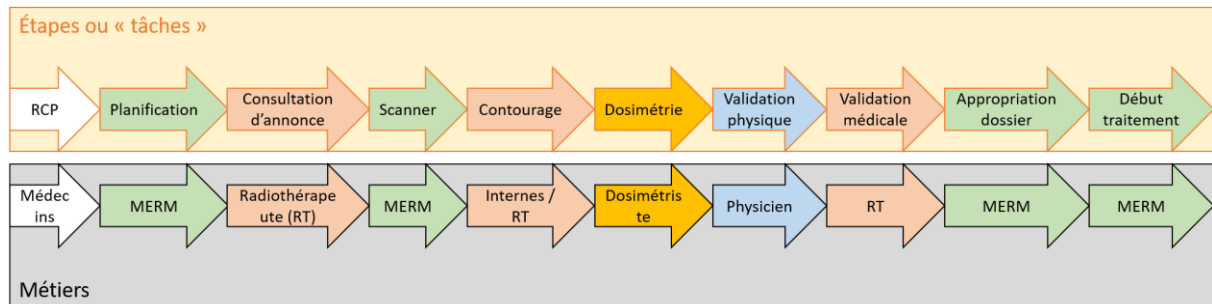 Étapes ou « tâches »
RCP
Planification
Consultation
d'annonce
Scanner
Contourage
Dosimétrie
Validation
physique
Validation
médicale
Appropriation
dossier
Début
traitement
Médec
ins
MERM
Radiothérape
ute (RT)
MERM
Internes /
RT
Dosimétris
te
Physicien
RT
MERM
MERM
Métiers